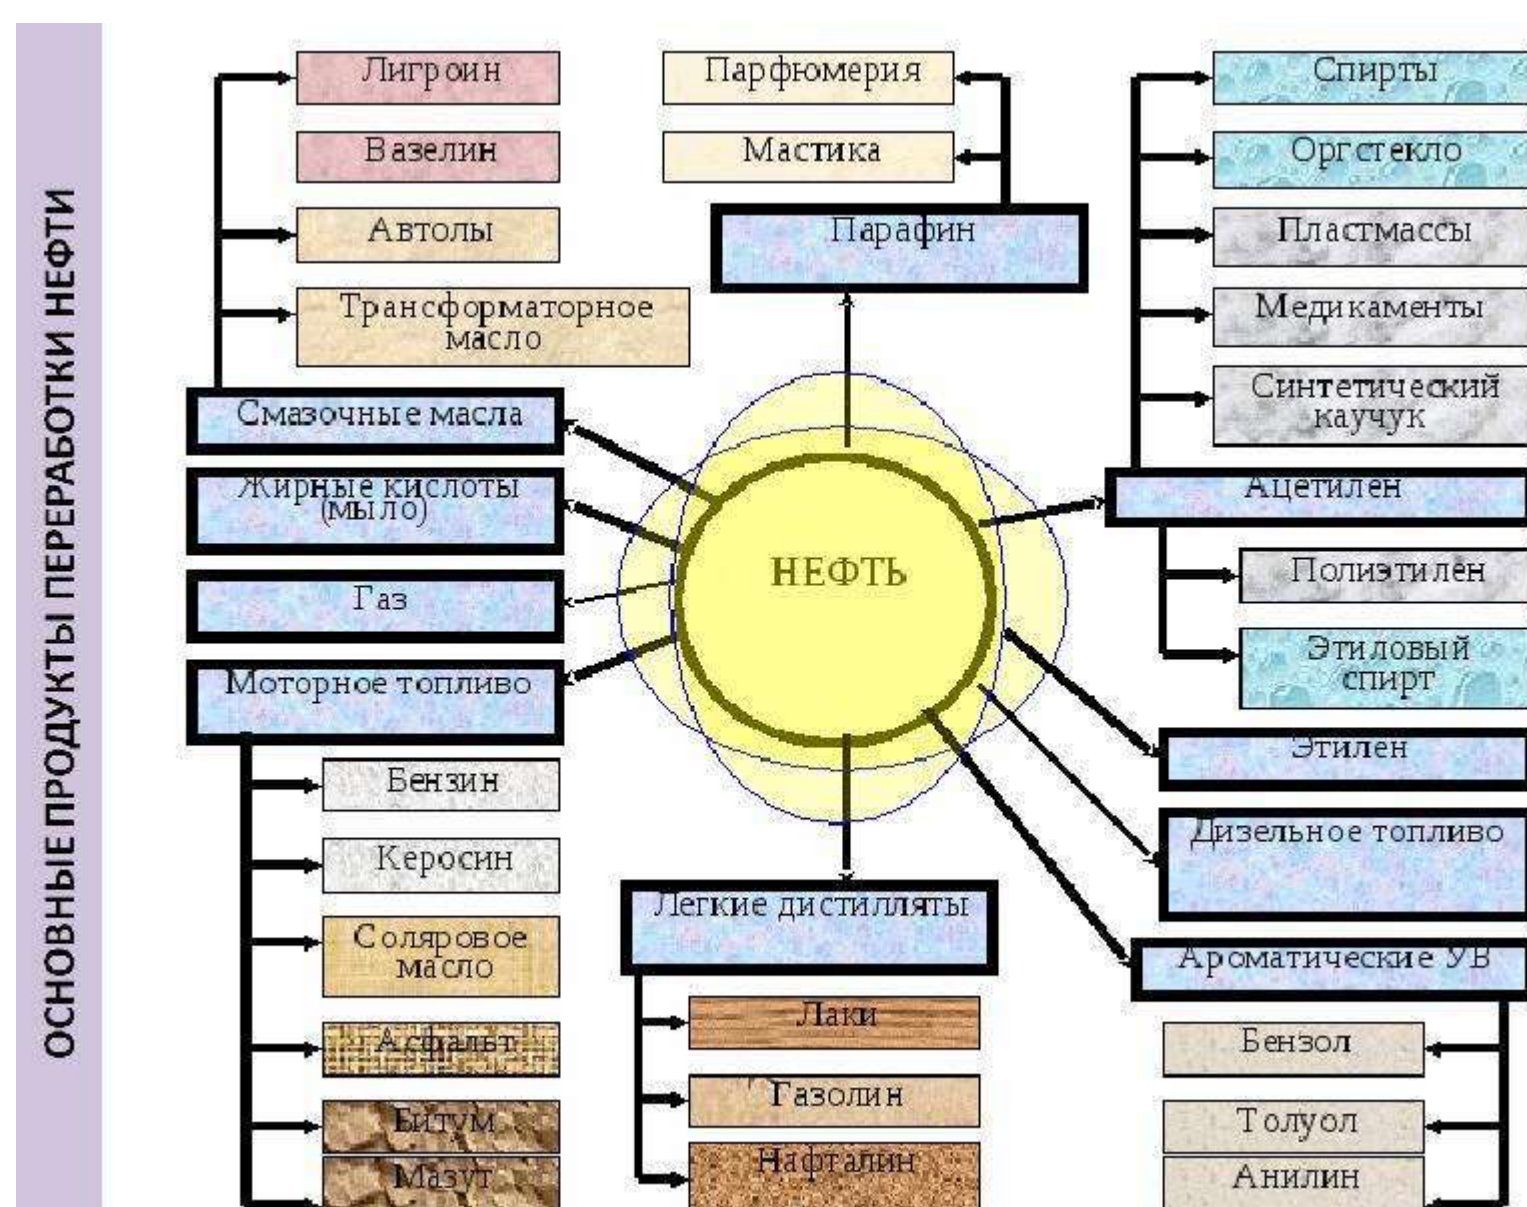 ОСНОВНЫЕ ПРОДУКТЫ ПЕРЕРАБОТКИ НЕФТИ
Лигроин
Вазелин
Автолы
Трансформаторное
масло
Смазочные масла
Жирные кислоты
(мыло)
Газ
Моторное топливо
Бензин
Керосин
Соляровое
масло
Асфальт
Битум
Мазут
Парфюмерия
Мастика
Парафин
НЕФТЬ
Легкие дистилляты
Лаки
Газолин
Нафталин
Спирты
Оргстекло
Пластмассы
Медикаменты
Синтетический
каучук
Ацетилен
Полиэтилен
Этиловый
спирт
Этилен
Дизельное топливо
Ароматические УВ
Бензол
Толуол
Анилин